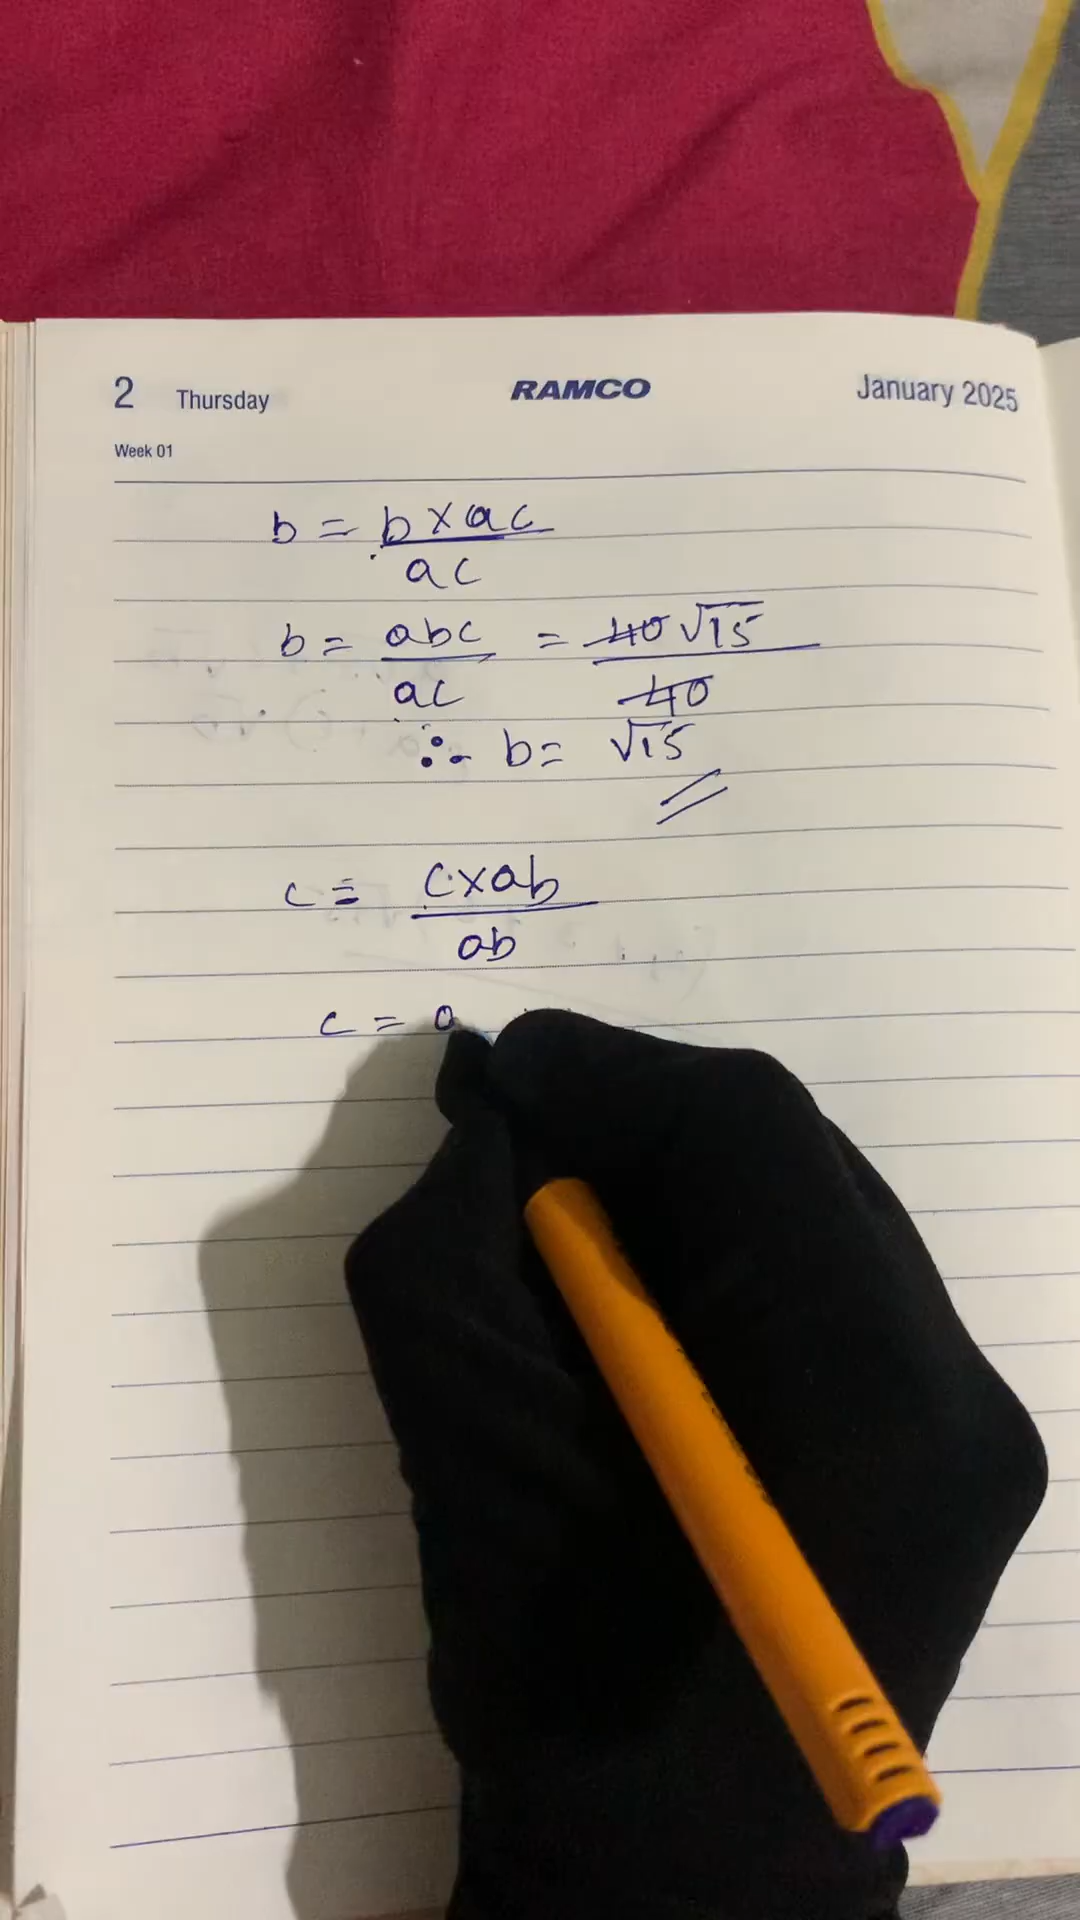 2 Thursday RAMCO January 2025
Week 01
b = b × ac
ac
b = abc = 40 √15
ac 40
∴ b = √15
c = c × ab
ab
c = a